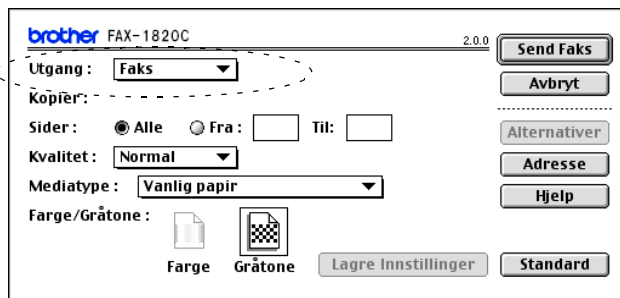 brother FAX-1820C 2.0.0 Send Faks
Utgang : Faks
Avbryt
Kopier :
Sider : Alle Fra : Til: Alternativer
Kvalitet : Normal Adresse
Mediatype : Vanlig papir Hjelp
Farge/Gråtone :
Farge Gråtone Lagre Innstillinger Standard